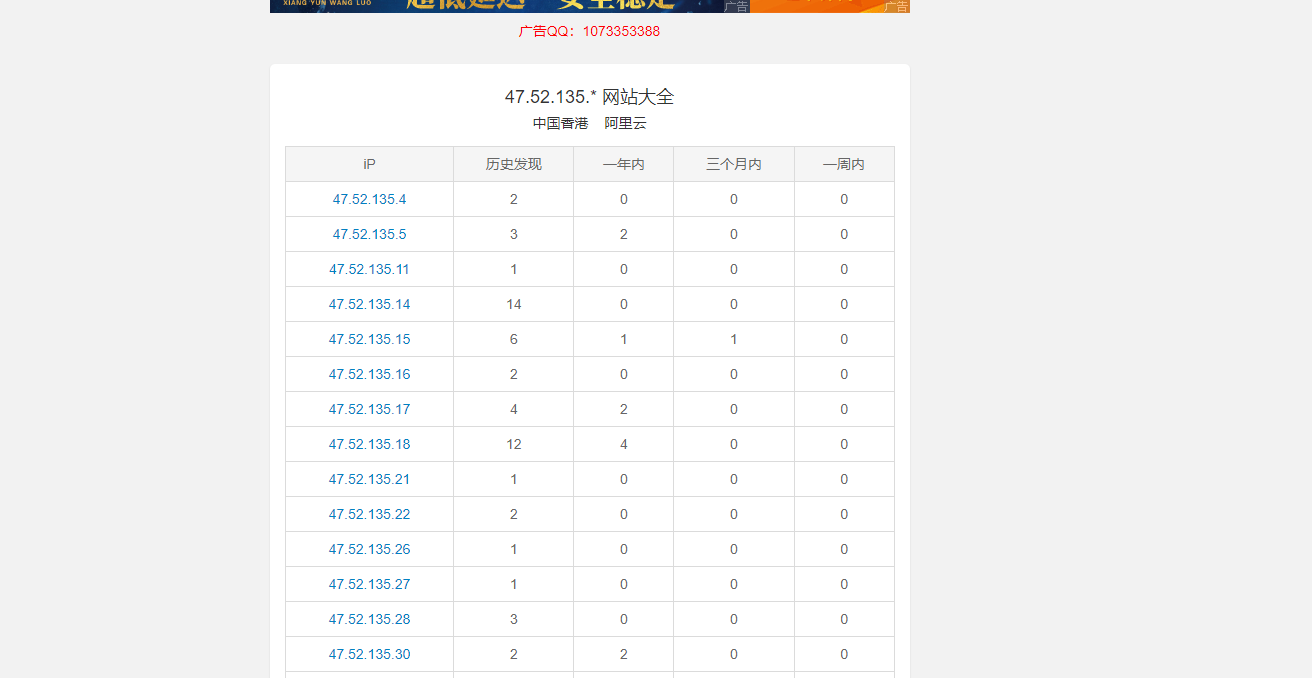 XIANG YUN WANG LUO
超低延迟 安全稳定
广告
广告
广告QQ：1073353388
47.52.135.* 网站大全
中国香港 阿里云
iP 历史发现 一年内 三个月内 一周内
47.52.135.4 2 0 0 0
47.52.135.5 3 2 0 0
47.52.135.11 1 0 0 0
47.52.135.14 14 0 0 0
47.52.135.15 6 1 1 0
47.52.135.16 2 0 0 0
47.52.135.17 4 2 0 0
47.52.135.18 12 4 0 0
47.52.135.21 1 0 0 0
47.52.135.22 2 0 0 0
47.52.135.26 1 0 0 0
47.52.135.27 1 0 0 0
47.52.135.28 3 0 0 0
47.52.135.30 2 2 0 0